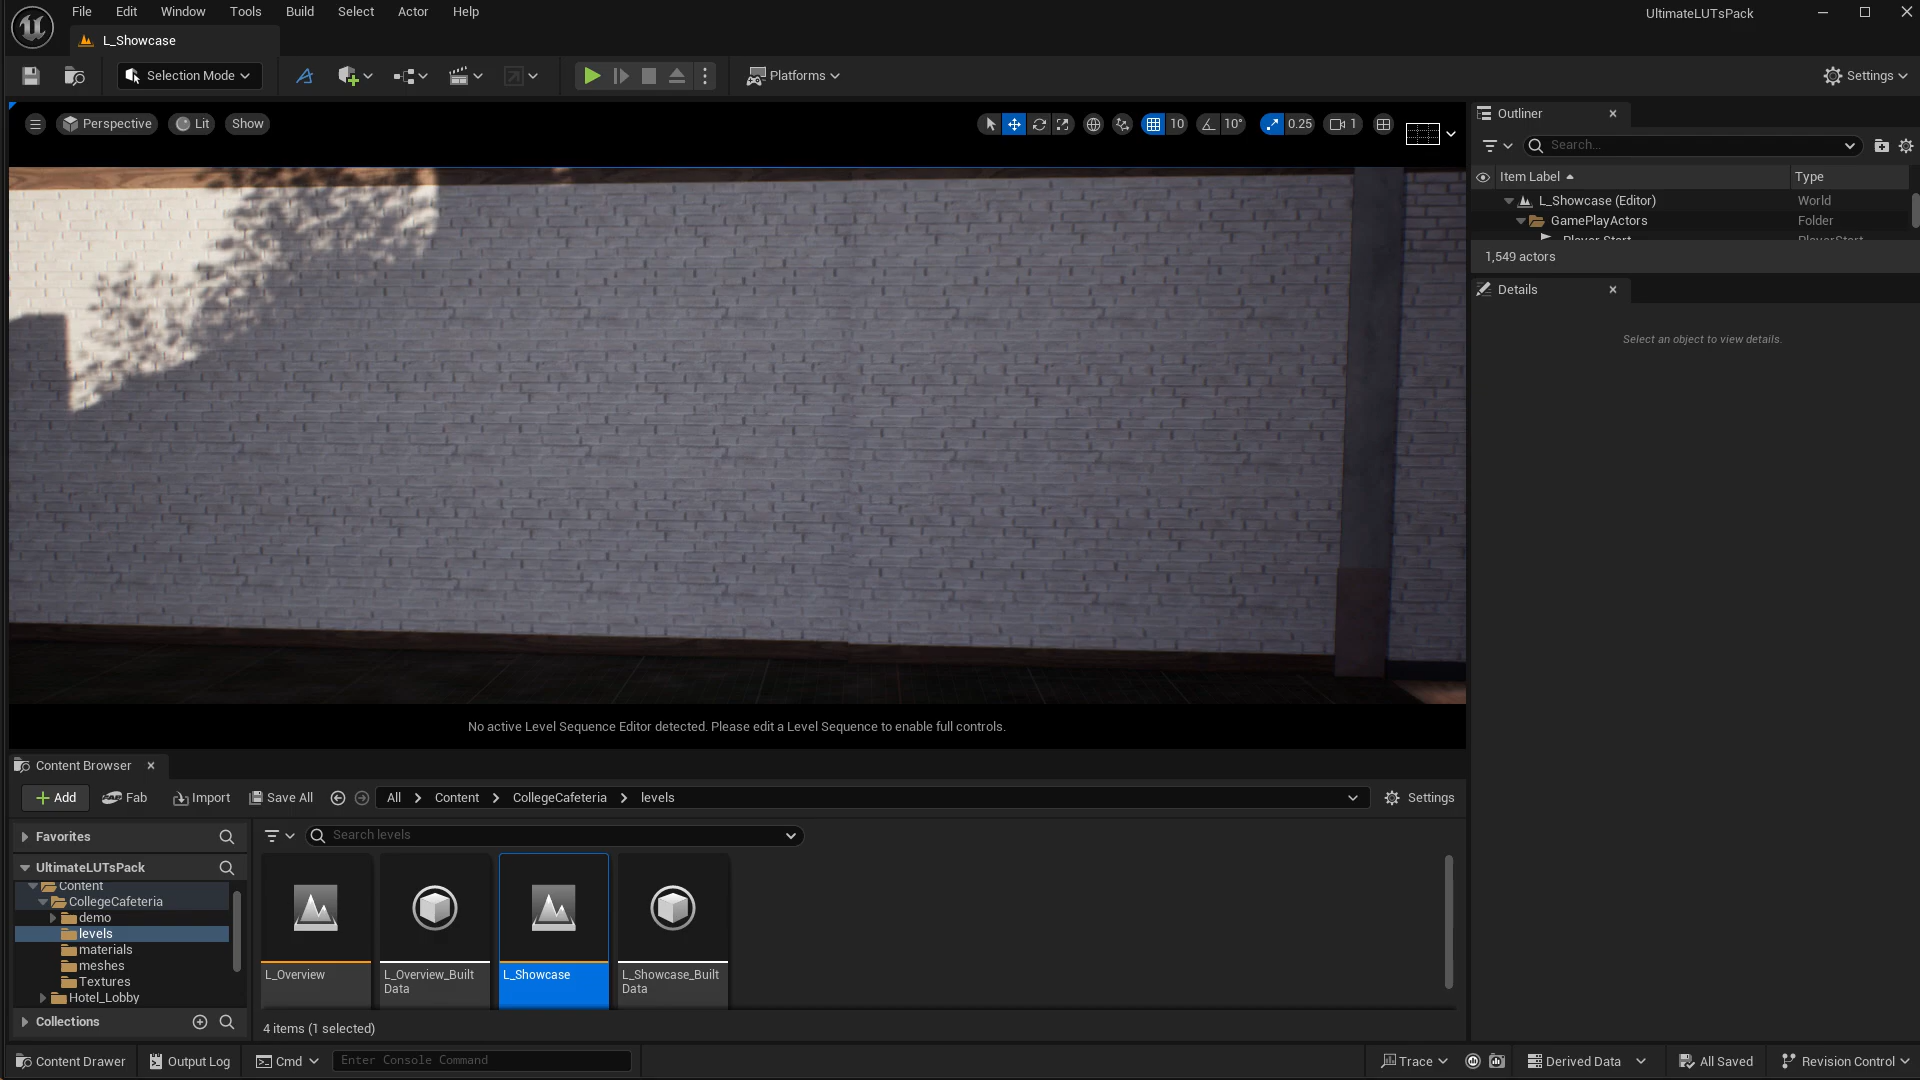 File Edit Window Tools Build Select Actor Help
UltimateLUTsPack
L_Showcase
Selection Mode
Platforms
Settings
Perspective Lit Show
10 10° 0.25 1
Outliner
Search...
Item Label Type
L_Showcase (Editor) World
GamePlayActors Folder
Player Start PlayerStart
1,549 actors
Details
Select an object to view details.
No active Level Sequence Editor detected. Please edit a Level Sequence to enable full controls.
Content Browser
Add Fab Import Save All All Content CollegeCafeteria levels Settings
Favorites
Search levels
UltimateLUTsPack
Content
CollegeCafeteria
demo
levels
materials
meshes
Textures
Hotel_Lobby
Collections
L_Overview
L_Overview_Built
Data
L_Showcase
L_Showcase_Built
Data
4 items (1 selected)
Content Drawer Output Log Cmd Enter Console Command Trace Derived Data All Saved Revision Control